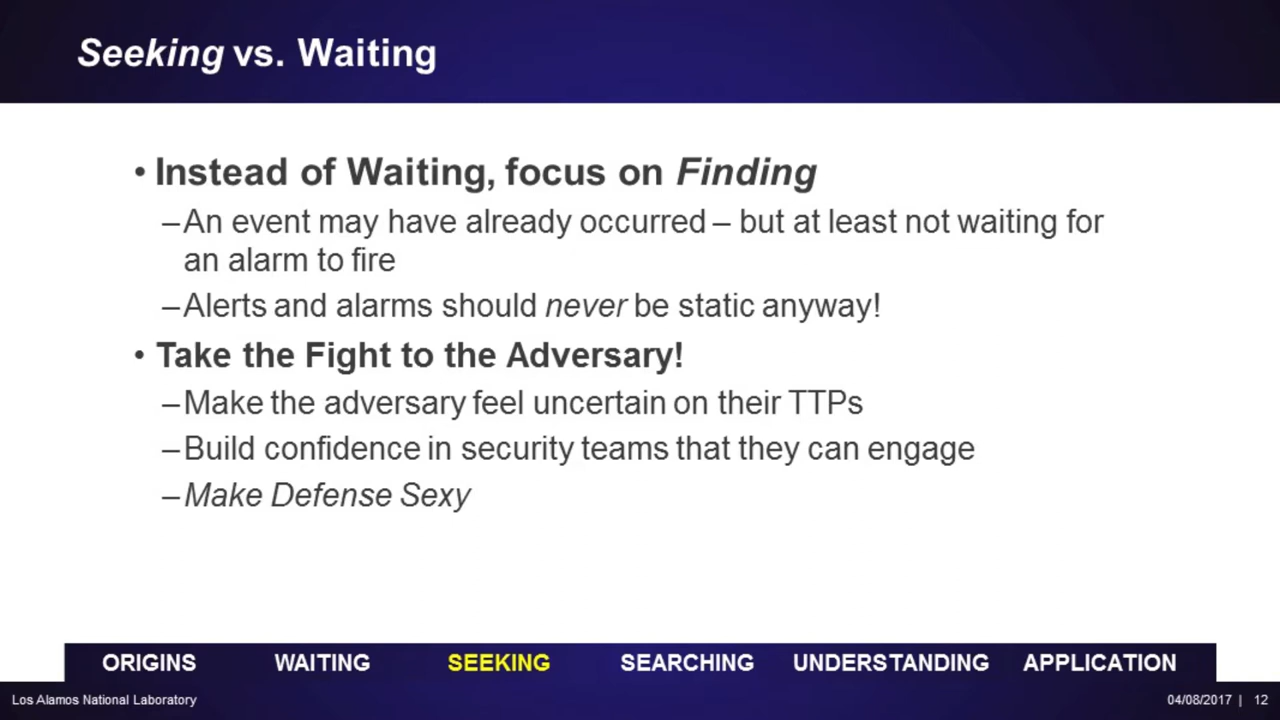 Seeking vs. Waiting
• Instead of Waiting, focus on Finding
–An event may have already occurred – but at least not waiting for
an alarm to fire
–Alerts and alarms should never be static anyway!
• Take the Fight to the Adversary!
–Make the adversary feel uncertain on their TTPs
–Build confidence in security teams that they can engage
–Make Defense Sexy
ORIGINS WAITING SEEKING SEARCHING UNDERSTANDING APPLICATION
Los Alamos National Laboratory 04/08/2017 | 12